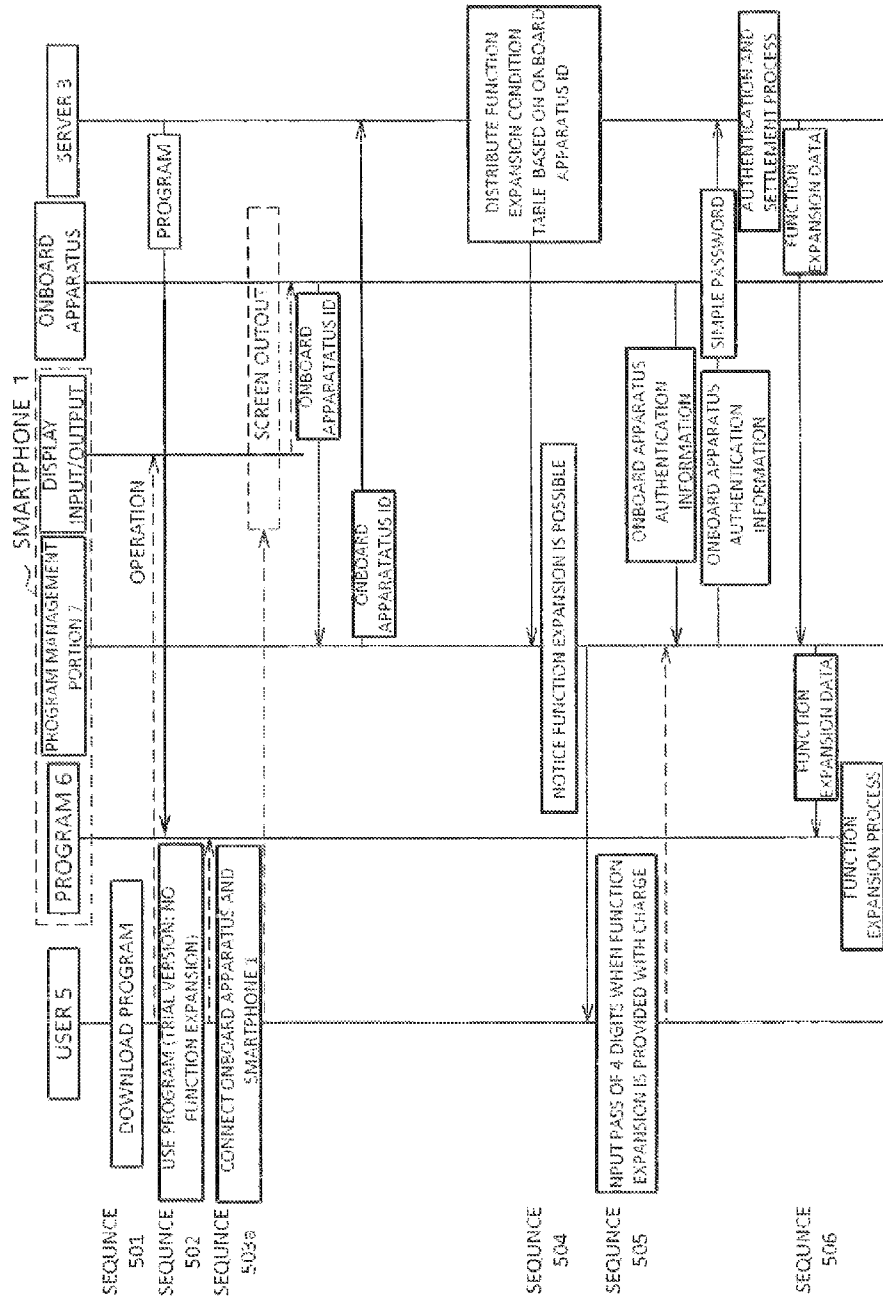 SMARTPHONE 1
USER 5
PROGRAM 6
PROGRAM MANAGEMENT
PORTION 7
DISPLAY
INPUT/OUTPUT
ONBOARD
APPARATUS
SERVER 3
SEQUNCE
501
DOWNLOAD PROGRAM
OPERATION
PROGRAM
SEQUNCE
502
USE PROGRAM (TRIAL VERSION: NO
FUNCTION EXPANSION)
SEQUNCE
503a
CONNECT ONBOARD APPARATUS AND
SMARTPHONE 1
SCREEN OUTOUT
ONBOARD
APPARATATUS ID
ONBOARD
APPARATATUS ID
SEQUNCE
504
DISTRIBUTE FUNCTION
EXPANSION CONDITION
TABLE BASED ON ONBOARD
APPARATUS ID
NOTICE FUNCTION EXPANSION IS POSSIBLE
SEQUNCE
505
INPUT PASS OF 4 DIGITS WHEN FUNCTION
EXPANSION IS PROVIDED WITH CHARGE
ONBOARD APPARATUS
AUTHENTICATION
INFORMATION
ONBOARD APPARATUS
AUTHENTICATION
INFORMATION
SIMPLE PASSWORD
AUTHENTICATION AND
SETTLEMENT PROCESS
SEQUNCE
506
FUNCTION
EXPANSION DATA
FUNCTION
EXPANSION DATA
FUNCTION
EXPANSION PROCESS